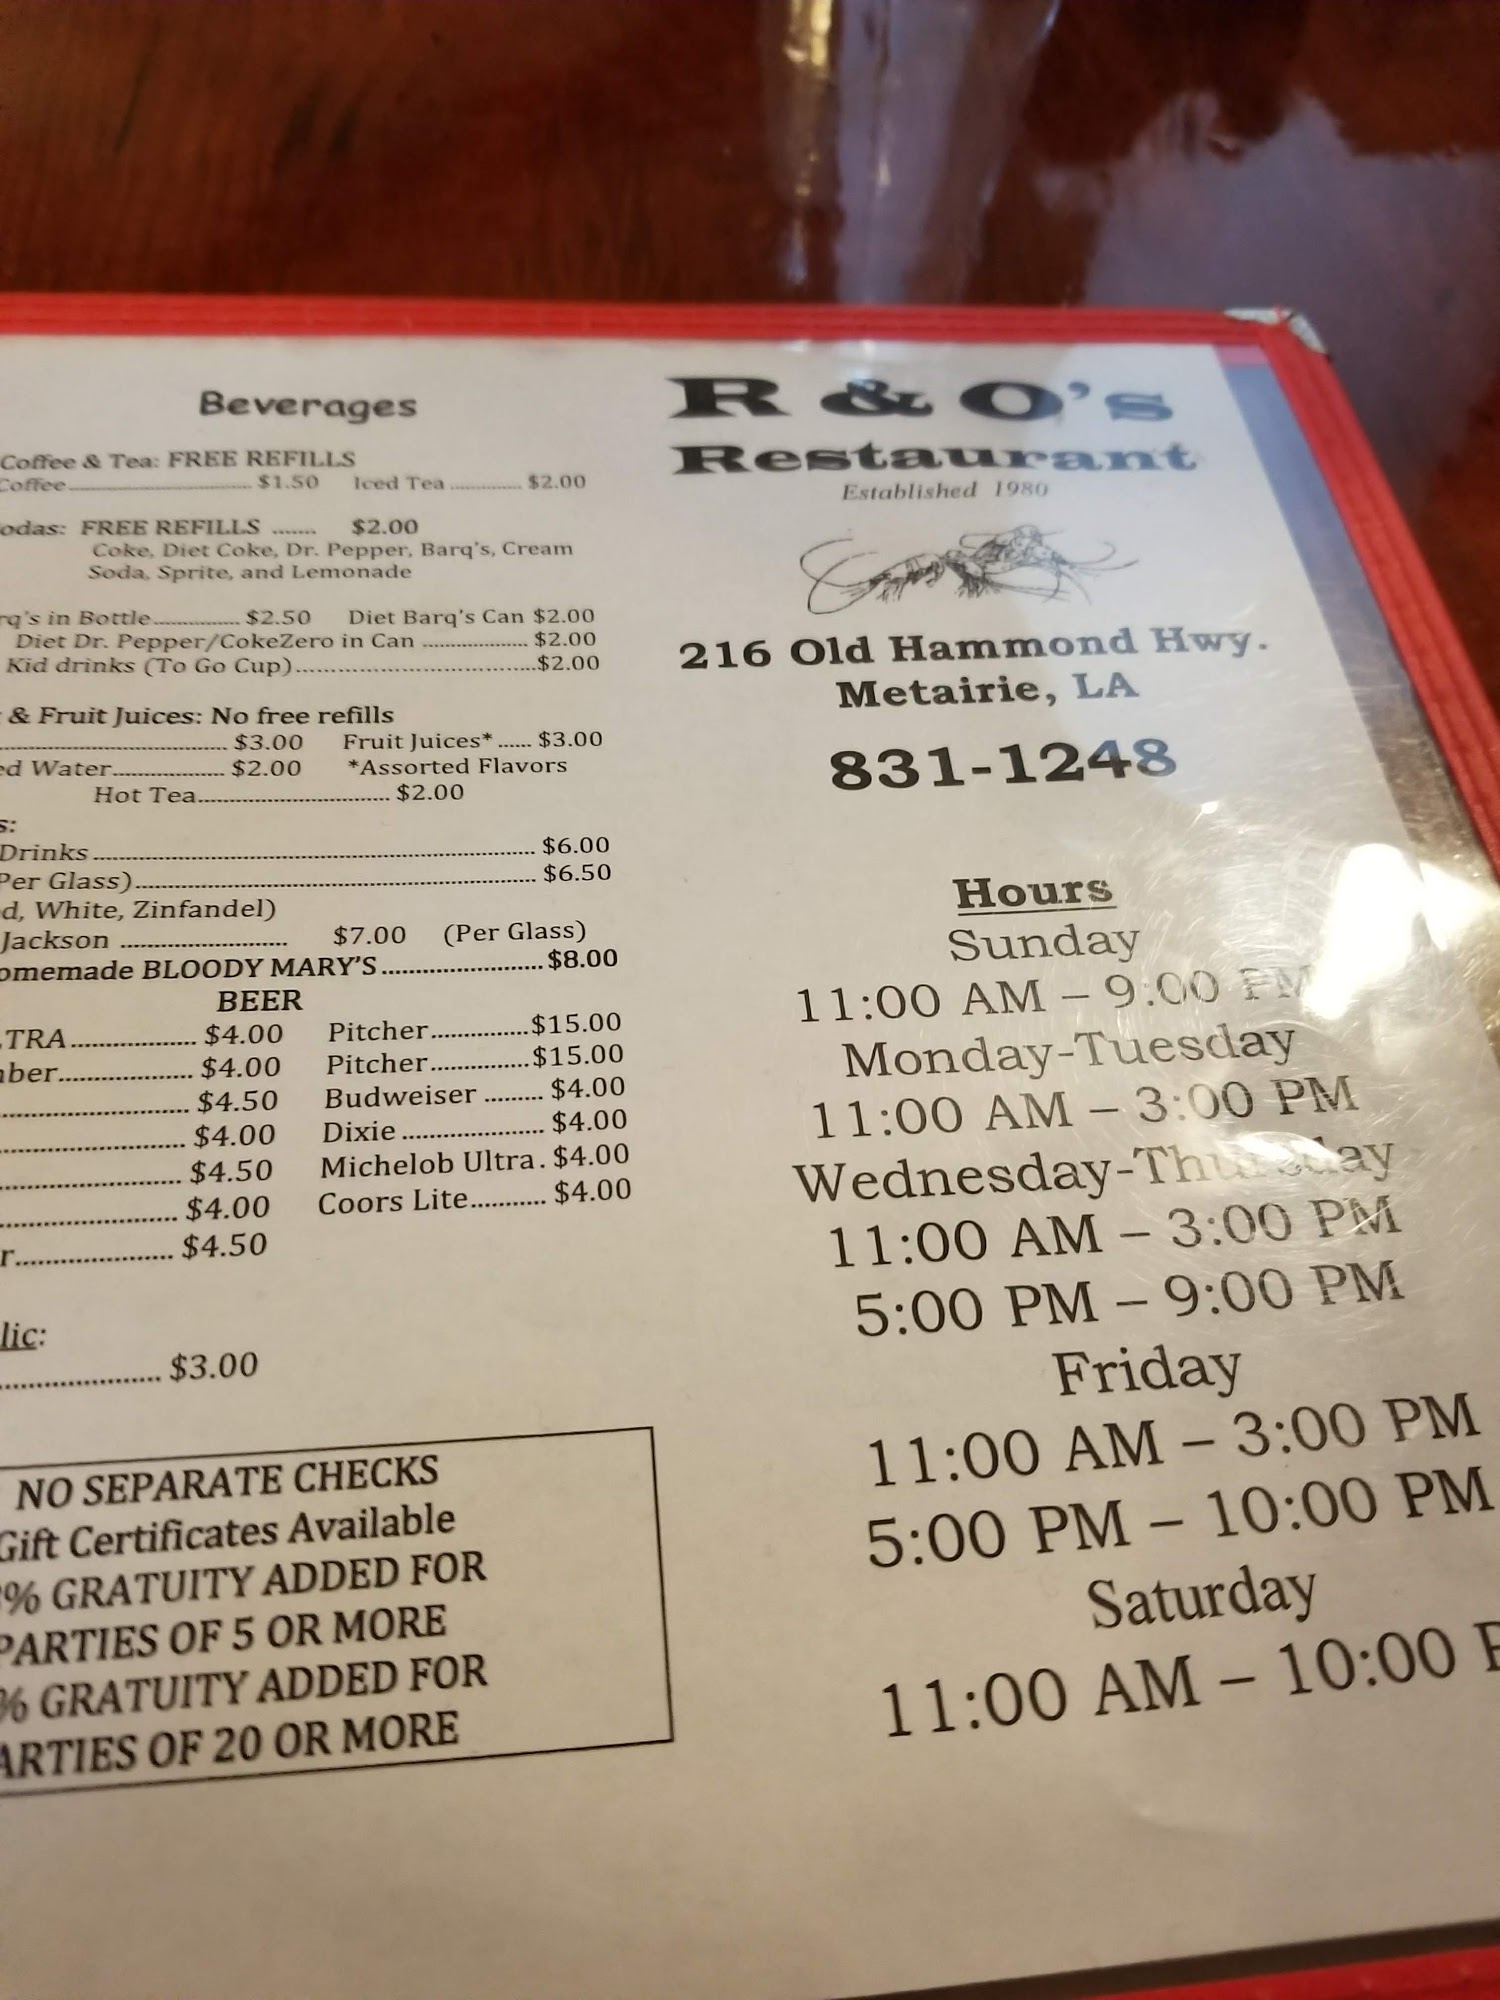 Beverages
Coffee & Tea: FREE REFILLS
Coffee.......... $1.50 Iced Tea .......... $2.00
FREE REFILLS ....... $2.00
Coke, Diet Coke, Dr. Pepper, Barq's, Cream
Soda, Sprite, and Lemonade
in Bottle.......... $2.50 Diet Barq's Can $2.00
Diet Dr. Pepper/CokeZero in Can .......... $2.00
Kid drinks (To Go Cup)..........$2.00
& Fruit Juices: No free refills
.......... $3.00 Fruit Juices* ...... $3.00
Water.......... $2.00 *Assorted Flavors
Hot Tea.......... $2.00
Drinks .......... $6.00
Per Glass).......... $6.50
White, Zinfandel)
Jackson .......... $7.00 (Per Glass)
BLOODY MARY'S.......... $8.00
BEER
.......... $4.00 Pitcher..........$15.00
.......... $4.00 Pitcher..........$15.00
.......... $4.50 Budweiser ......... $4.00
.......... $4.00 Dixie .......... $4.00
.......... $4.50 Michelob Ultra. $4.00
.......... $4.00 Coors Lite.......... $4.00
.......... $4.50
.......... $3.00
NO SEPARATE CHECKS
Gift Certificates Available
% GRATUITY ADDED FOR
PARTIES OF 5 OR MORE
% GRATUITY ADDED FOR
OF 20 OR MORE
R & O's
Restaurant
Established 1980
216 Old Hammond Hwy.
Metairie, LA
831-1248
Hours
Sunday
11:00 AM – 9:00 PM
Monday-Tuesday
11:00 AM – 3:00 PM
Wednesday-Thursday
11:00 AM – 3:00 PM
5:00 PM – 9:00 PM
Friday
11:00 AM – 3:00 PM
5:00 PM – 10:00 PM
Saturday
11:00 AM – 10:00